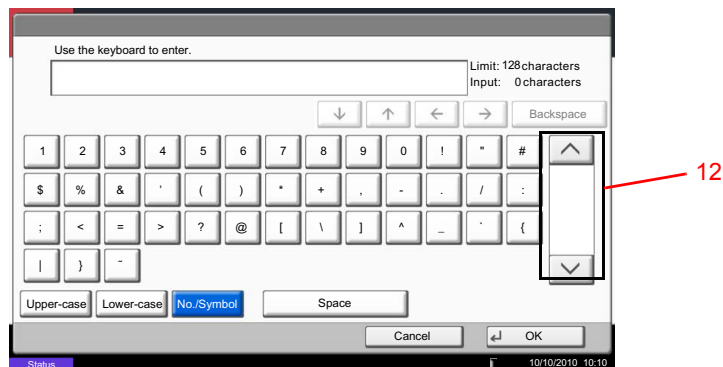 Use the keyboard to enter.
Limit: 128 characters
Input: 0 characters
↓ ↑ ← → Backspace
1 2 3 4 5 6 7 8 9 0 ! " #
$ % & ' ( ) * + , - . / :
; < = > ? @ [ \ ] ^ _ ` {
| } ~
12
Upper-case Lower-case No./Symbol Space
Cancel OK
Status 10/10/2010 10:10